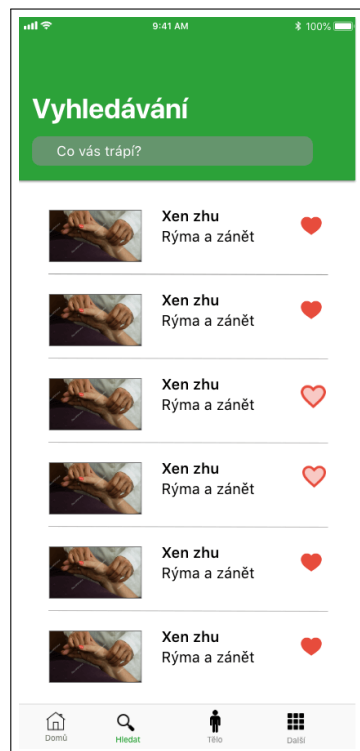 9:41 AM
100%
Vyhledávání
Co vás trápí?
Xen zhu
Rýma a zánět
Xen zhu
Rýma a zánět
Xen zhu
Rýma a zánět
Xen zhu
Rýma a zánět
Xen zhu
Rýma a zánět
Xen zhu
Rýma a zánět
Domů
Hledat
Tělo
Další